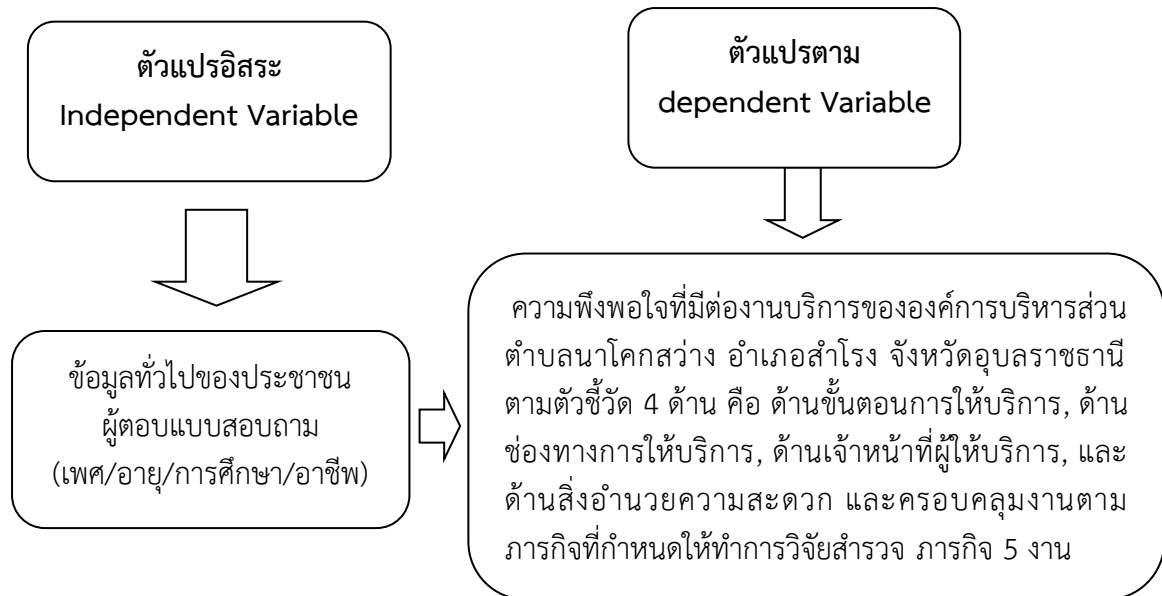 ตัวแปรอิสระ
Independent Variable
ตัวแปรตาม
dependent Variable
ข้อมูลทั่วไปของประชาชน
ผู้ตอบแบบสอบถาม
(เพศ/อายุ/การศึกษา/อาชีพ)
ความพึงพอใจที่มีต่องานบริการขององค์การบริหารส่วน
ตำบลนาโคกสว่าง อำเภอสำโรง จังหวัดอุบลราชธานี
ตามตัวชี้วัด 4 ด้าน คือ ด้านขั้นตอนการให้บริการ, ด้าน
ช่องทางการให้บริการ, ด้านเจ้าหน้าที่ผู้ให้บริการ, และ
ด้านสิ่งอำนวยความสะดวก และครอบคลุมงานตาม
ภารกิจที่กำหนดให้ทำการวิจัยสำรวจ ภารกิจ 5 งาน